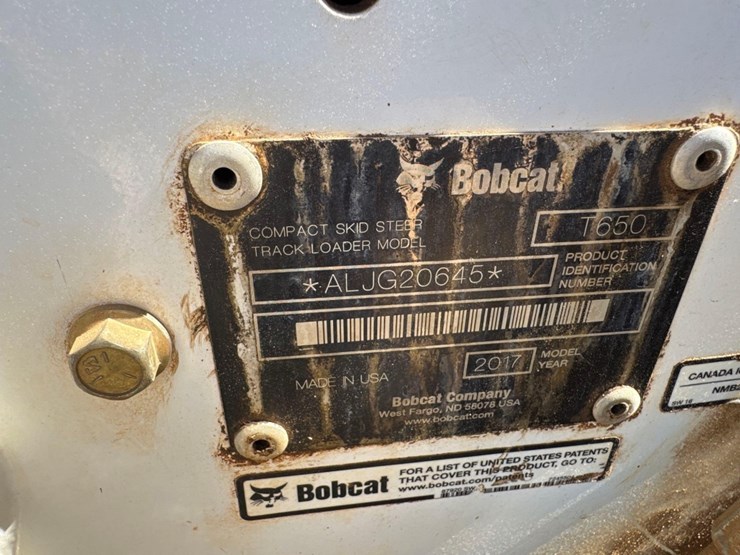 Bobcat.
COMPACT SKID STEER
TRACK LOADER MODEL
T650
*ALJG20645*
PRODUCT
IDENTIFICATION
NUMBER
MADE IN USA
2017
MODEL
YEAR
Bobcat Company
West Fargo, ND 58078 USA
www.bobcat.com
Bobcat
FOR A LIST OF UNITED STATES PATENTS
THAT COVER THIS PRODUCT, GO TO:
www.bobcat.com/patents
CANADA
NMB